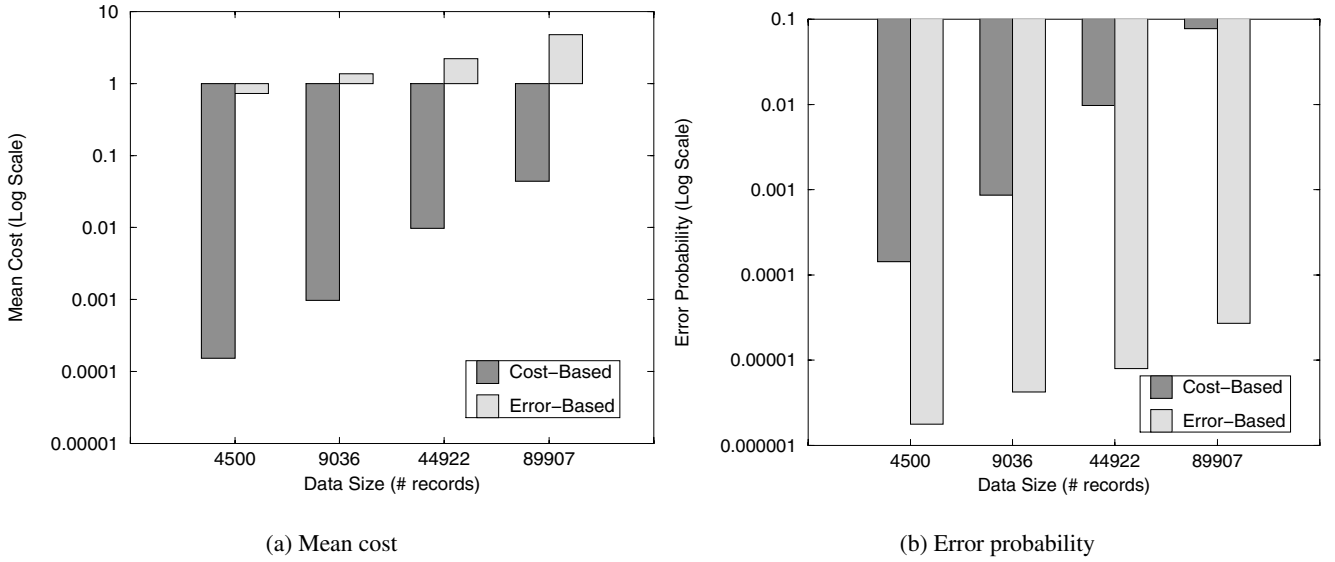 10
1
0.1
0.01
0.001
0.0001
0.00001
Mean Cost (Log Scale)
4500 9036 44922 89907
Data Size (# records)
Cost-Based
Error-Based
(a) Mean cost
0.1
0.01
0.001
0.0001
0.00001
0.000001
Error Probability (Log Scale)
4500 9036 44922 89907
Data Size (# records)
Cost-Based
Error-Based
(b) Error probability